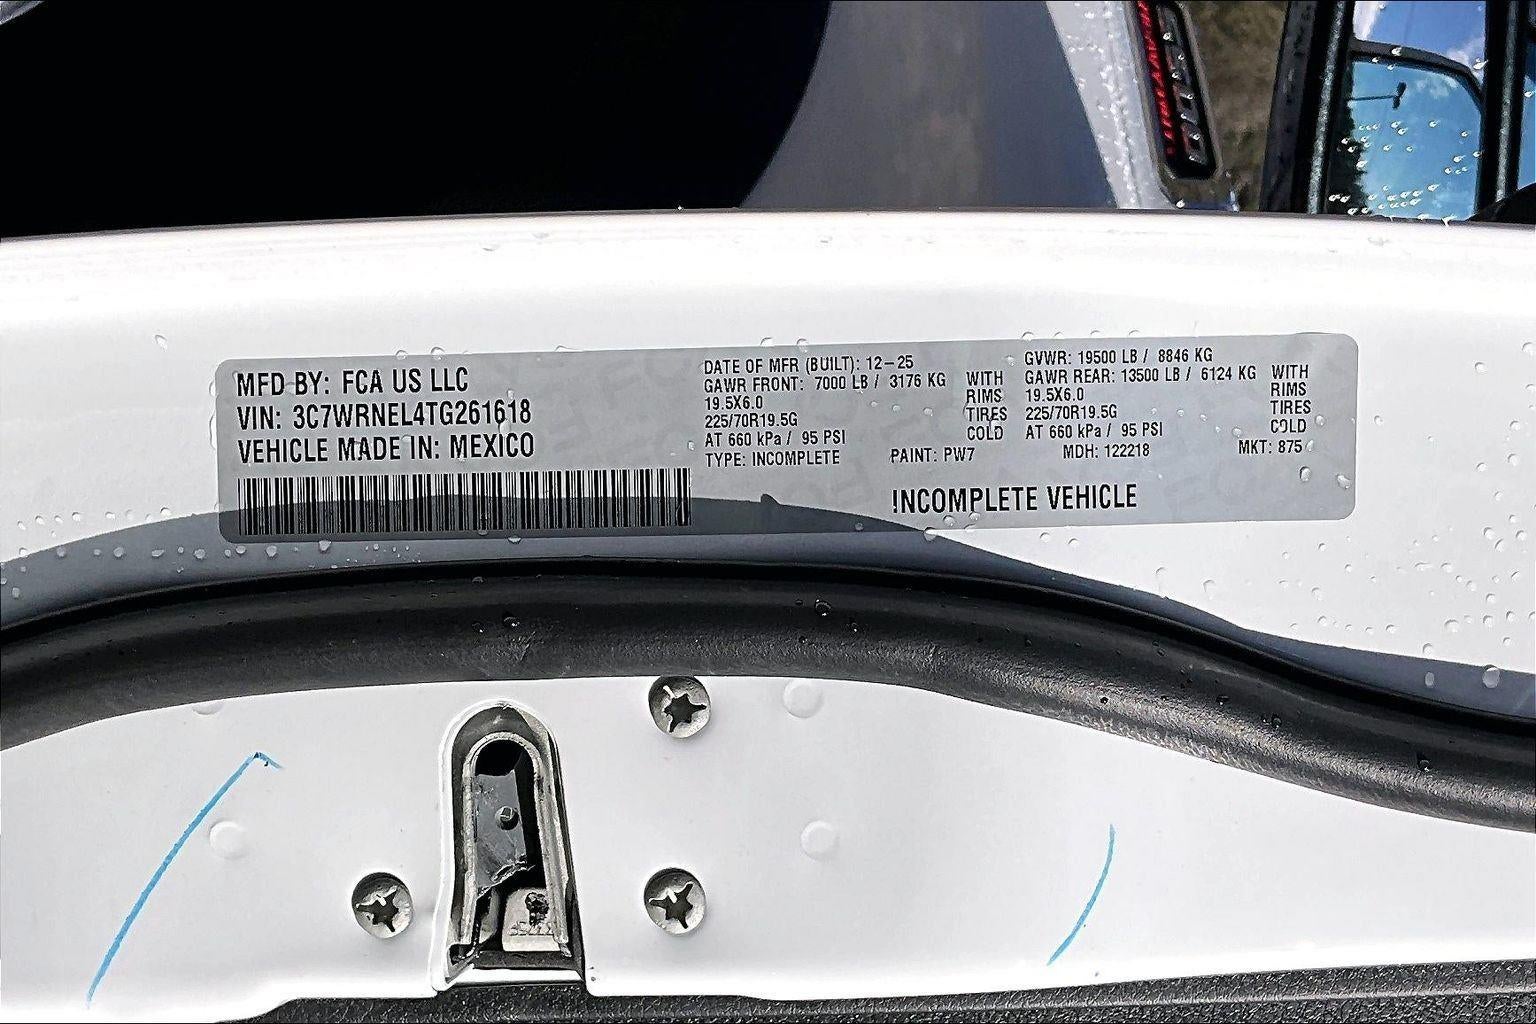 MFD BY: FCA US LLC
VIN: 3C7WRNEL4TG261618
VEHICLE MADE IN: MEXICO
DATE OF MFR (BUILT): 12-25
GAWR FRONT: 7000 LB / 3176 KG WITH
19.5X6.0 RIMS
225/70R19.5G TIRES
AT 660 kPa / 95 PSI COLD
TYPE: INCOMPLETE
GVWR: 19500 LB / 8846 KG
GAWR REAR: 13500 LB / 6124 KG WITH
19.5X6.0 RIMS
225/70R19.5G TIRES
AT 660 kPa / 95 PSI COLD
PAINT: PW7 MDH: 122218 MKT: 875
INCOMPLETE VEHICLE